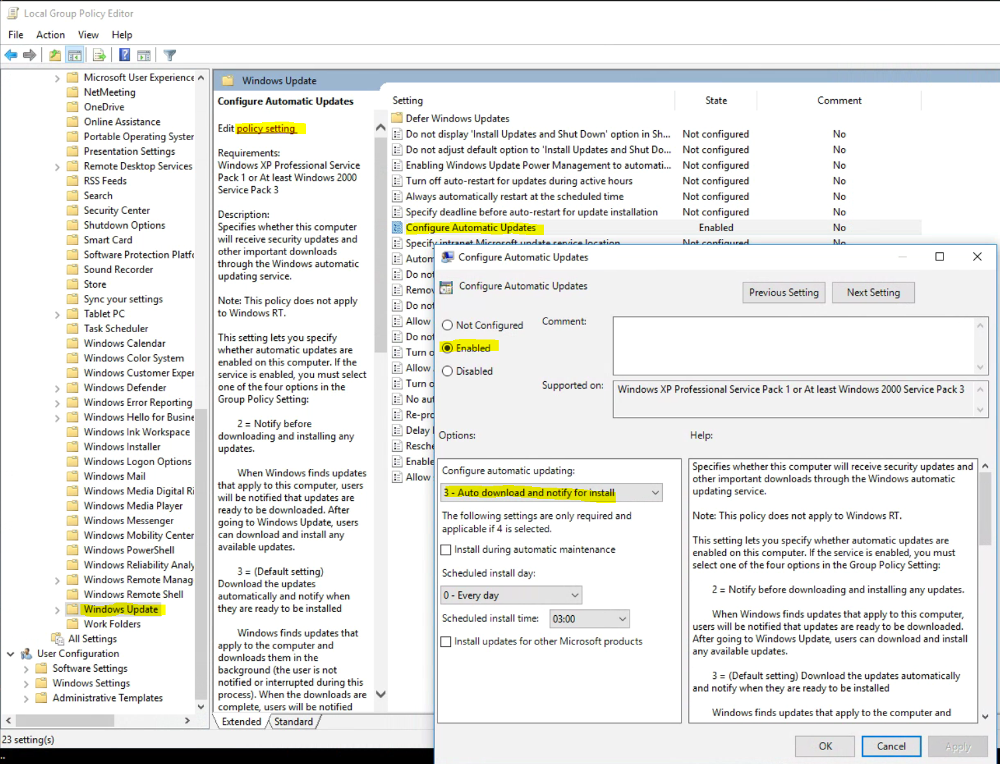 Local Group Policy Editor
File Action View Help
Microsoft User Experience
NetMeeting
OneDrive
Online Assistance
Portable Operating Syster
Presentation Settings
Remote Desktop Services
RSS Feeds
Search
Security Center
Shutdown Options
Smart Card
Software Protection Platfo
Sound Recorder
Store
Sync your settings
Tablet PC
Task Scheduler
Windows Calendar
Windows Color System
Windows Customer Exper
Windows Defender
Windows Error Reporting
Windows Hello for Busine
Windows Ink Workspace
Windows Installer
Windows Logon Options
Windows Mail
Windows Media Digital Ri
Windows Media Player
Windows Messenger
Windows Mobility Center
Windows PowerShell
Windows Reliability Analy
Windows Remote Manag
Windows Remote Shell
Windows Update
Work Folders
All Settings
User Configuration
Software Settings
Windows Settings
Administrative Templates
23 setting(s)
Windows Update
Configure Automatic Updates
Edit policy setting
Requirements:
Windows XP Professional Service
Pack 1 or At least Windows 2000
Service Pack 3
Description:
Specifies whether this computer
will receive security updates and
other important downloads
through the Windows automatic
updating service.
Note: This policy does not apply
to Windows RT.
This setting lets you specify
whether automatic updates are
enabled on this computer. If the
service is enabled, you must select
one of the four options in the
Group Policy Setting:
2 = Notify before
downloading and installing any
updates.
When Windows finds updates
that apply to this computer, users
will be notified that updates are
ready to be downloaded. After
going to Windows Update, users
can download and install any
available updates.
3 = (Default setting)
Download the updates
automatically and notify when
they are ready to be installed
Windows finds updates that
apply to the computer and
downloads them in the
background (the user is not
notified or interrupted during this
process). When the downloads are
complete, users will be notified
Extended Standard
Setting State Comment
Defer Windows Updates
Do not display 'Install Updates and Shut Down' option in Sh... Not configured No
Do not adjust default option to 'Install Updates and Shut Do... Not configured No
Enabling Windows Update Power Management to automati... Not configured No
Turn off auto-restart for updates during active hours Not configured No
Always automatically restart at the scheduled time Not configured No
Specify deadline before auto-restart for update installation Not configured No
Configure Automatic Updates Enabled No
Specify intranet Microsoft update service location Not configured No
Autom
Do not
Remov
Do not
Allow
Do not
Turn o
Allow
Turn o
No aut
Re-pro
Delay
Resche
Enable
Allow
Configure Automatic Updates
Configure Automatic Updates
Previous Setting Next Setting
Not Configured
Enabled
Disabled
Comment:
Supported on: Windows XP Professional Service Pack 1 or At least Windows 2000 Service Pack 3
Options:
Configure automatic updating:
3 - Auto download and notify for install
The following settings are only required and
applicable if 4 is selected.
Install during automatic maintenance
Scheduled install day:
0 - Every day
Scheduled install time: 03:00
Install updates for other Microsoft products
Help:
Specifies whether this computer will receive security updates and
other important downloads through the Windows automatic
updating service.
Note: This policy does not apply to Windows RT.
This setting lets you specify whether automatic updates are
enabled on this computer. If the service is enabled, you must
select one of the four options in the Group Policy Setting:
2 = Notify before downloading and installing any updates.
When Windows finds updates that apply to this computer,
users will be notified that updates are ready to be downloaded.
After going to Windows Update, users can download and install
any available updates.
3 = (Default setting) Download the updates automatically
and notify when they are ready to be installed
Windows finds updates that apply to the computer and
OK Cancel Apply